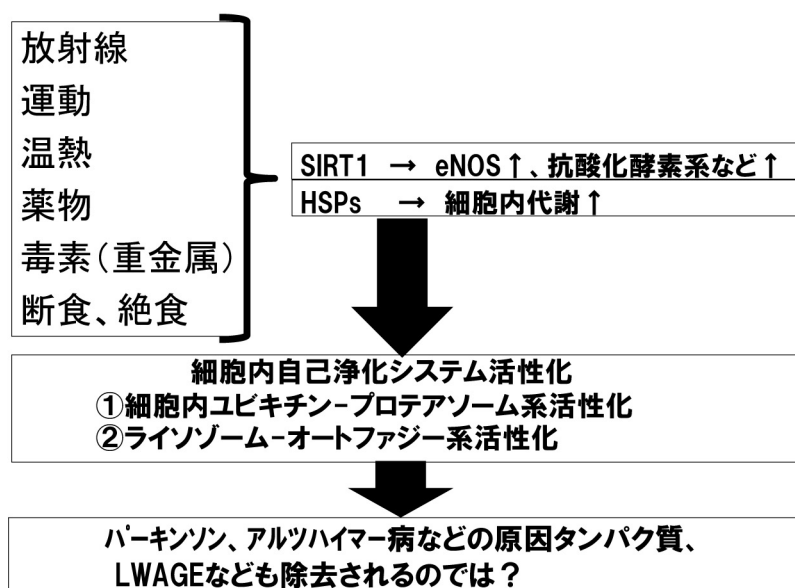 放射線
運動
温熱
薬物
毒素(重金属)
断食、絶食
SIRT1 → eNOS↑、抗酸化酵素系など↑
HSPs → 細胞内代謝↑
細胞内自己浄化システム活性化
①細胞内ユビキチン-プロテアソーム系活性化
②ライソゾーム-オートファジー系活性化
パーキンソン、アルツハイマー病などの原因タンパク質、
LWAGEなども除去されるのでは？